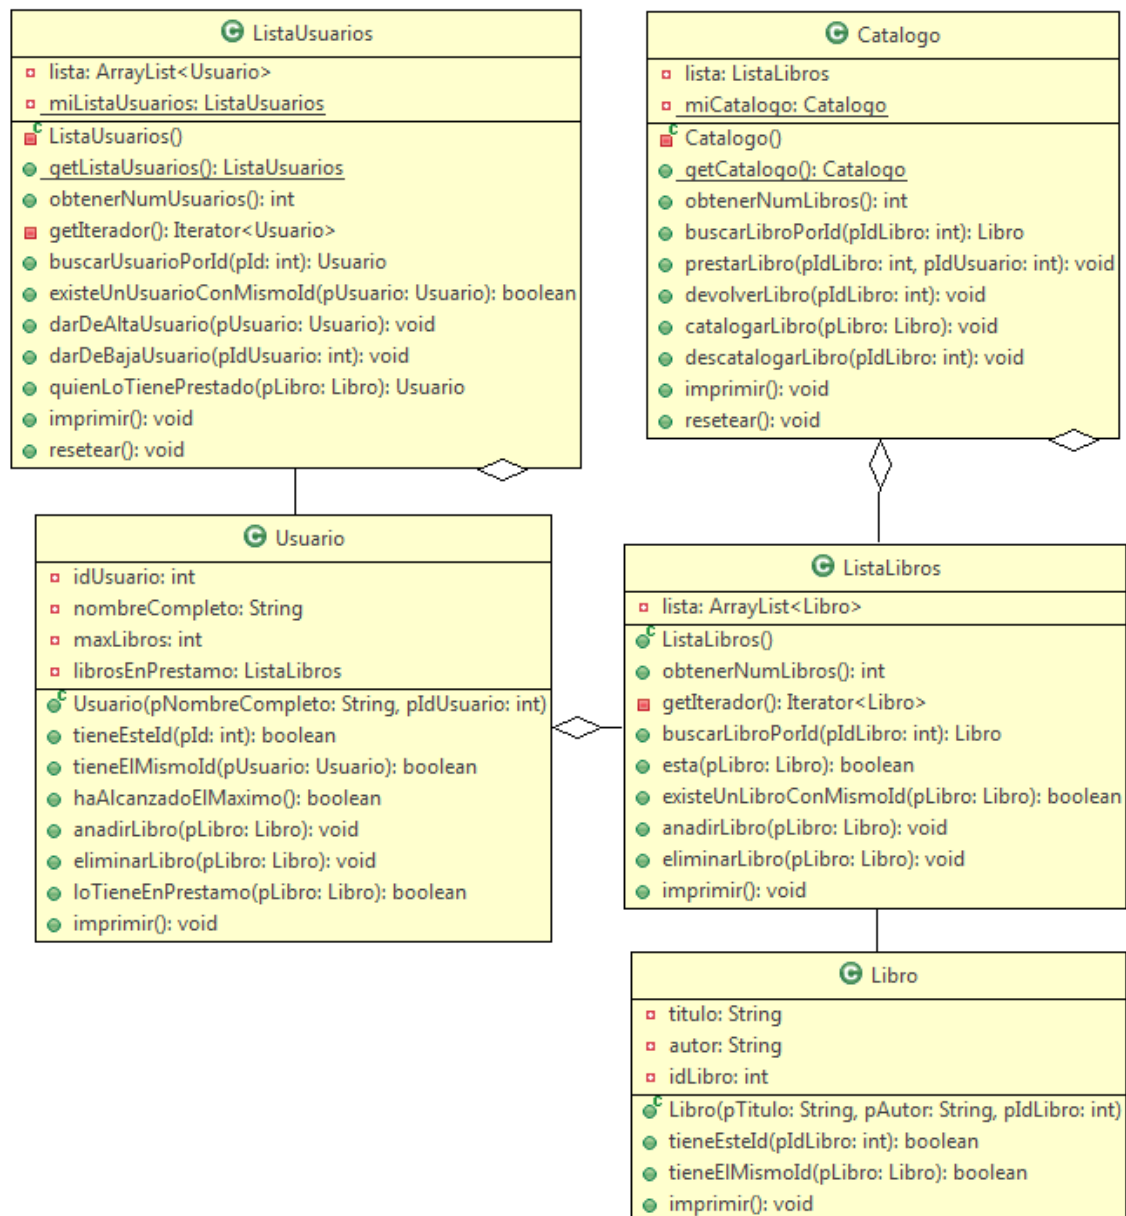 ListaUsuarios
lista: ArrayList<Usuario>
miListaUsuarios: ListaUsuarios
ListaUsuarios()
getListaUsuarios(): ListaUsuarios
obtenerNumUsuarios(): int
getIterador(): Iterator<Usuario>
buscarUsuarioPorId(pId: int): Usuario
existeUnUsuarioConMismoId(pUsuario: Usuario): boolean
darDeAltaUsuario(pUsuario: Usuario): void
darDeBajaUsuario(pIdUsuario: int): void
quienLoTienePrestado(pLibro: Libro): Usuario
imprimir(): void
resetear(): void
Catalogo
lista: ListaLibros
miCatalogo: Catalogo
Catalogo()
getCatalogo(): Catalogo
obtenerNumLibros(): int
buscarLibroPorId(pIdLibro: int): Libro
prestarLibro(pIdLibro: int, pIdUsuario: int): void
devolverLibro(pIdLibro: int): void
catalogarLibro(pLibro: Libro): void
descatalogarLibro(pIdLibro: int): void
imprimir(): void
resetear(): void
Usuario
idUsuario: int
nombreCompleto: String
maxLibros: int
librosEnPrestamo: ListaLibros
Usuario(pNombreCompleto: String, pIdUsuario: int)
tieneEsteId(pId: int): boolean
tieneElMismoId(pUsuario: Usuario): boolean
haAlcanzadoElMaximo(): boolean
anadirLibro(pLibro: Libro): void
eliminarLibro(pLibro: Libro): void
loTieneEnPrestamo(pLibro: Libro): boolean
imprimir(): void
ListaLibros
lista: ArrayList<Libro>
ListaLibros()
obtenerNumLibros(): int
getIterador(): Iterator<Libro>
buscarLibroPorId(pIdLibro: int): Libro
esta(pLibro: Libro): boolean
existeUnLibroConMismoId(pLibro: Libro): boolean
anadirLibro(pLibro: Libro): void
eliminarLibro(pLibro: Libro): void
imprimir(): void
Libro
titulo: String
autor: String
idLibro: int
Libro(pTitulo: String, pAutor: String, pIdLibro: int)
tieneEsteId(pIdLibro: int): boolean
tieneElMismoId(pLibro: Libro): boolean
imprimir(): void